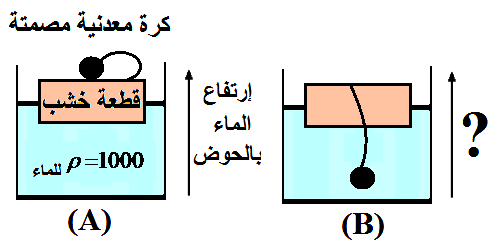 كرة معدنية مصمتة
قطعة خشب
للماء ρ=1000
إرتفاع
الماء
بالحوض
?
(A)
(B)